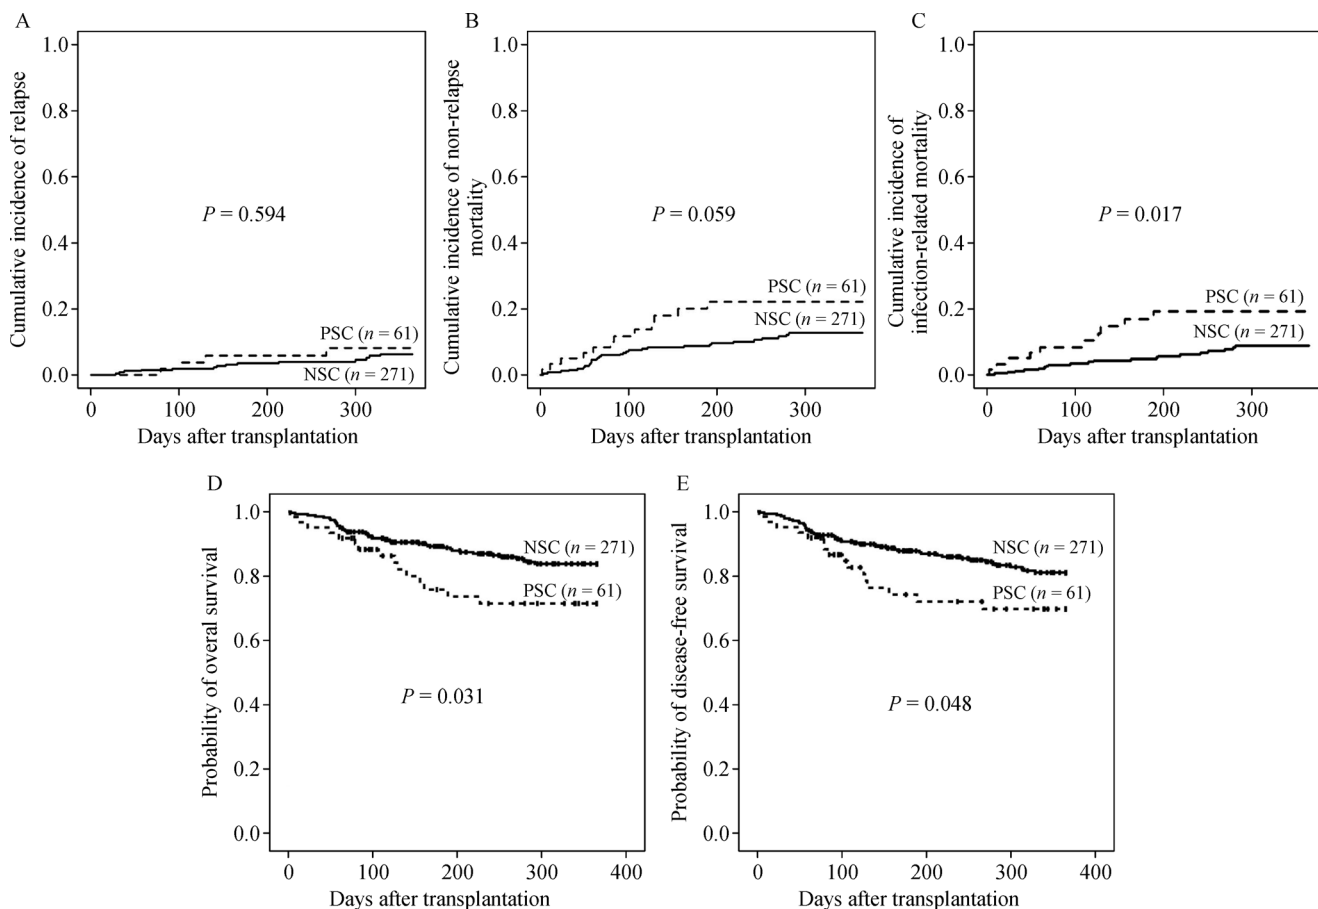 A
Cumulative incidence of relapse
1.0
0.8
0.6
0.4
0.2
0.0
P = 0.594
PSC (n = 61)
NSC (n = 271)
0 100 200 300
Days after transplantation
B
Cumulative incidence of non-relapse
mortality
1.0
0.8
0.6
0.4
0.2
0.0
P = 0.059
PSC (n = 61)
NSC (n = 271)
0 100 200 300
Days after transplantation
C
Cumulative incidence of
infection-related mortality
1.0
0.8
0.6
0.4
0.2
0.0
P = 0.017
PSC (n = 61)
NSC (n = 271)
0 100 200 300
Days after transplantation
D
Probability of overal survival
1.0
0.8
0.6
0.4
0.2
0.0
NSC (n = 271)
PSC (n = 61)
P = 0.031
0 100 200 300 400
Days after transplantation
E
Probability of disease-free survival
1.0
0.8
0.6
0.4
0.2
0.0
NSC (n = 271)
PSC (n = 61)
P = 0.048
0 100 200 300 400
Days after transplantation